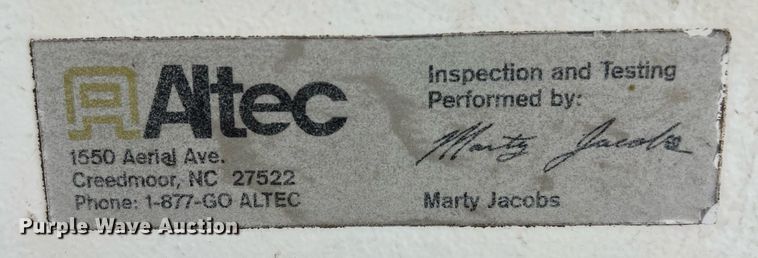 Altec
1550 Aerial Ave.
Creedmoor, NC 27522
Phone: 1-877-GO ALTEC
Inspection and Testing
Performed by:
Marty Jacobs
Marty Jacobs
Purple Wave Auction